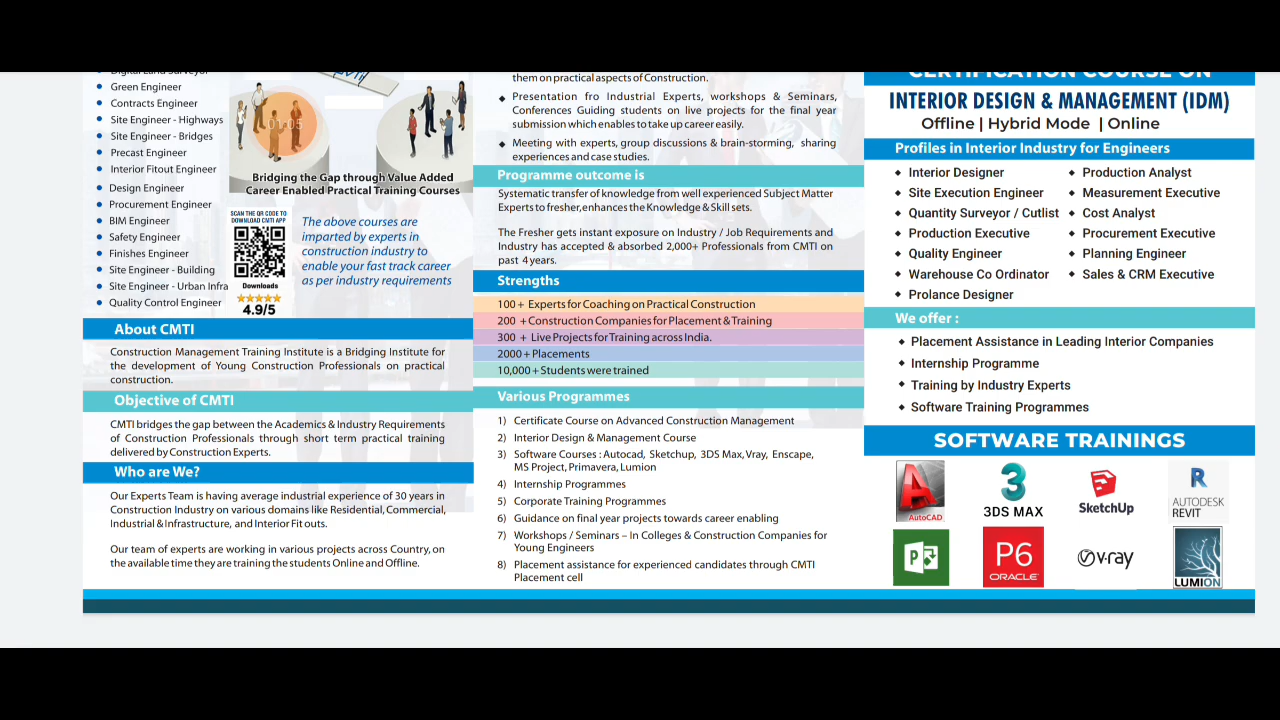 Digital Land Surveyor
Green Engineer
Contracts Engineer
Site Engineer - Highways
Site Engineer - Bridges
Precast Engineer
Interior Fitout Engineer
Design Engineer
Procurement Engineer
BIM Engineer
Safety Engineer
Finishes Engineer
Site Engineer - Building
Site Engineer - Urban Infra
Quality Control Engineer
01:05
Bridging the Gap through Value Added
Career Enabled Practical Training Courses
SCAN THE QR CODE TO
DOWNLOAD CMTI APP
Downloads
4.9/5
The above courses are
imparted by experts in
construction industry to
enable your fast track career
as per industry requirements
About CMTI
Construction Management Training Institute is a Bridging Institute for
the development of Young Construction Professionals on practical
construction.
Objective of CMTI
CMTI bridges the gap between the Academics & Industry Requirements
of Construction Professionals through short term practical training
delivered by Construction Experts.
Who are We?
Our Experts Team is having average industrial experience of 30 years in
Construction Industry on various domains like Residential, Commercial,
Industrial & Infrastructure, and Interior Fit outs.
Our team of experts are working in various projects across Country, on
the available time they are training the students Online and Offline.
them on practical aspects of Construction.
Presentation fro Industrial Experts, workshops & Seminars,
Conferences Guiding students on live projects for the final year
submission which enables to take up career easily.
Meeting with experts, group discussions & brain-storming, sharing
experiences and case studies.
Programme outcome is
Systematic transfer of knowledge from well experienced Subject Matter
Experts to fresher, enhances the Knowledge & Skill sets.
The Fresher gets instant exposure on Industry / Job Requirements and
Industry has accepted & absorbed 2,000+ Professionals from CMTI on
past 4 years.
Strengths
100 + Experts for Coaching on Practical Construction
200 + Construction Companies for Placement & Training
300 + Live Projects for Training across India.
2000 + Placements
10,000 + Students were trained
Various Programmes
1) Certificate Course on Advanced Construction Management
2) Interior Design & Management Course
3) Software Courses : Autocad, Sketchup, 3DS Max, Vray, Enscape,
MS Project, Primavera, Lumion
4) Internship Programmes
5) Corporate Training Programmes
6) Guidance on final year projects towards career enabling
7) Workshops / Seminars – In Colleges & Construction Companies for
Young Engineers
8) Placement assistance for experienced candidates through CMTI
Placement cell
CERTIFICATION COURSE ON
INTERIOR DESIGN & MANAGEMENT (IDM)
Offline | Hybrid Mode | Online
Profiles in Interior Industry for Engineers
Interior Designer
Site Execution Engineer
Quantity Surveyor / Cutlist
Production Executive
Quality Engineer
Warehouse Co Ordinator
Prolance Designer
Production Analyst
Measurement Executive
Cost Analyst
Procurement Executive
Planning Engineer
Sales & CRM Executive
We offer :
Placement Assistance in Leading Interior Companies
Internship Programme
Training by Industry Experts
Software Training Programmes
SOFTWARE TRAININGS
A
AutoCAD
3
3DS MAX
SketchUp
R
AUTODESK
REVIT
P
P6
ORACLE
v·ray
LUMION